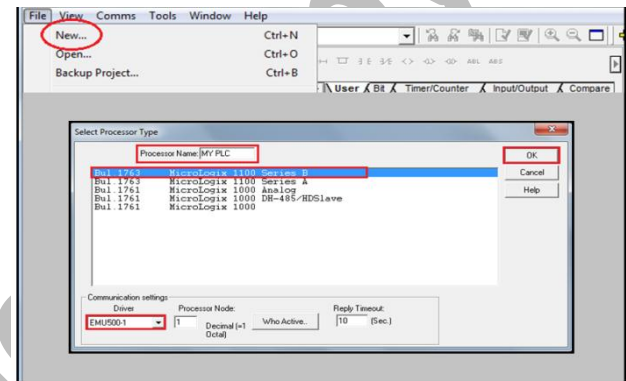 File View Comms Tools Window Help
New... Ctrl+N
Open... Ctrl+O
Backup Project... Ctrl+B
ABL ABS
User Bit Timer/Counter Input/Output Compare
Select Processor Type
Processor Name: MY PLC
OK
Cancel
Help
Bul.1763 MicroLogix 1100 Series B
Bul.1763 MicroLogix 1100 Series A
Bul.1761 MicroLogix 1000 Analog
Bul.1761 MicroLogix 1000 DH-485/HDSlave
Bul.1761 MicroLogix 1000
Communication settings
Driver Processor Node: Reply Timeout:
EMU500-1 1 Decimal (=1 Who Active.. 10 (Sec.)
Octal)